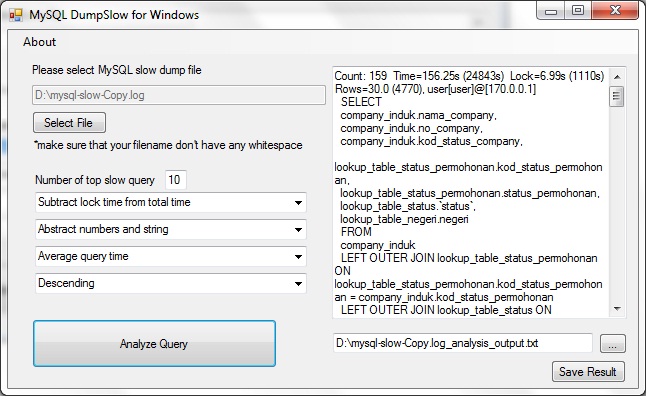 MySQL DumpSlow for Windows
About
Please select MySQL slow dump file
D:\mysql-slow-Copy.log
Select File
*make sure that your filename don't have any whitespace
Number of top slow query 10
Subtract lock time from total time
Abstract numbers and string
Average query time
Descending
Analyze Query
Count: 159 Time=156.25s (24843s) Lock=6.99s (1110s)
Rows=30.0 (4770), user[user]@[170.0.0.1]
SELECT
company_induk.nama_company,
company_induk.no_company,
company_induk.kod_status_company,
lookup_table_status_permohonan.kod_status_permohon
an,
lookup_table_status_permohonan.status_permohonan,
lookup_table_status.`status`,
lookup_table_negeri.negeri
FROM
company_induk
LEFT OUTER JOIN lookup_table_status_permohonan
ON
lookup_table_status_permohonan.kod_status_permohon
an = company_induk.kod_status_permohonan
LEFT OUTER JOIN lookup_table_status ON
D:\mysql-slow-Copy.log_analysis_output.txt
...
Save Result